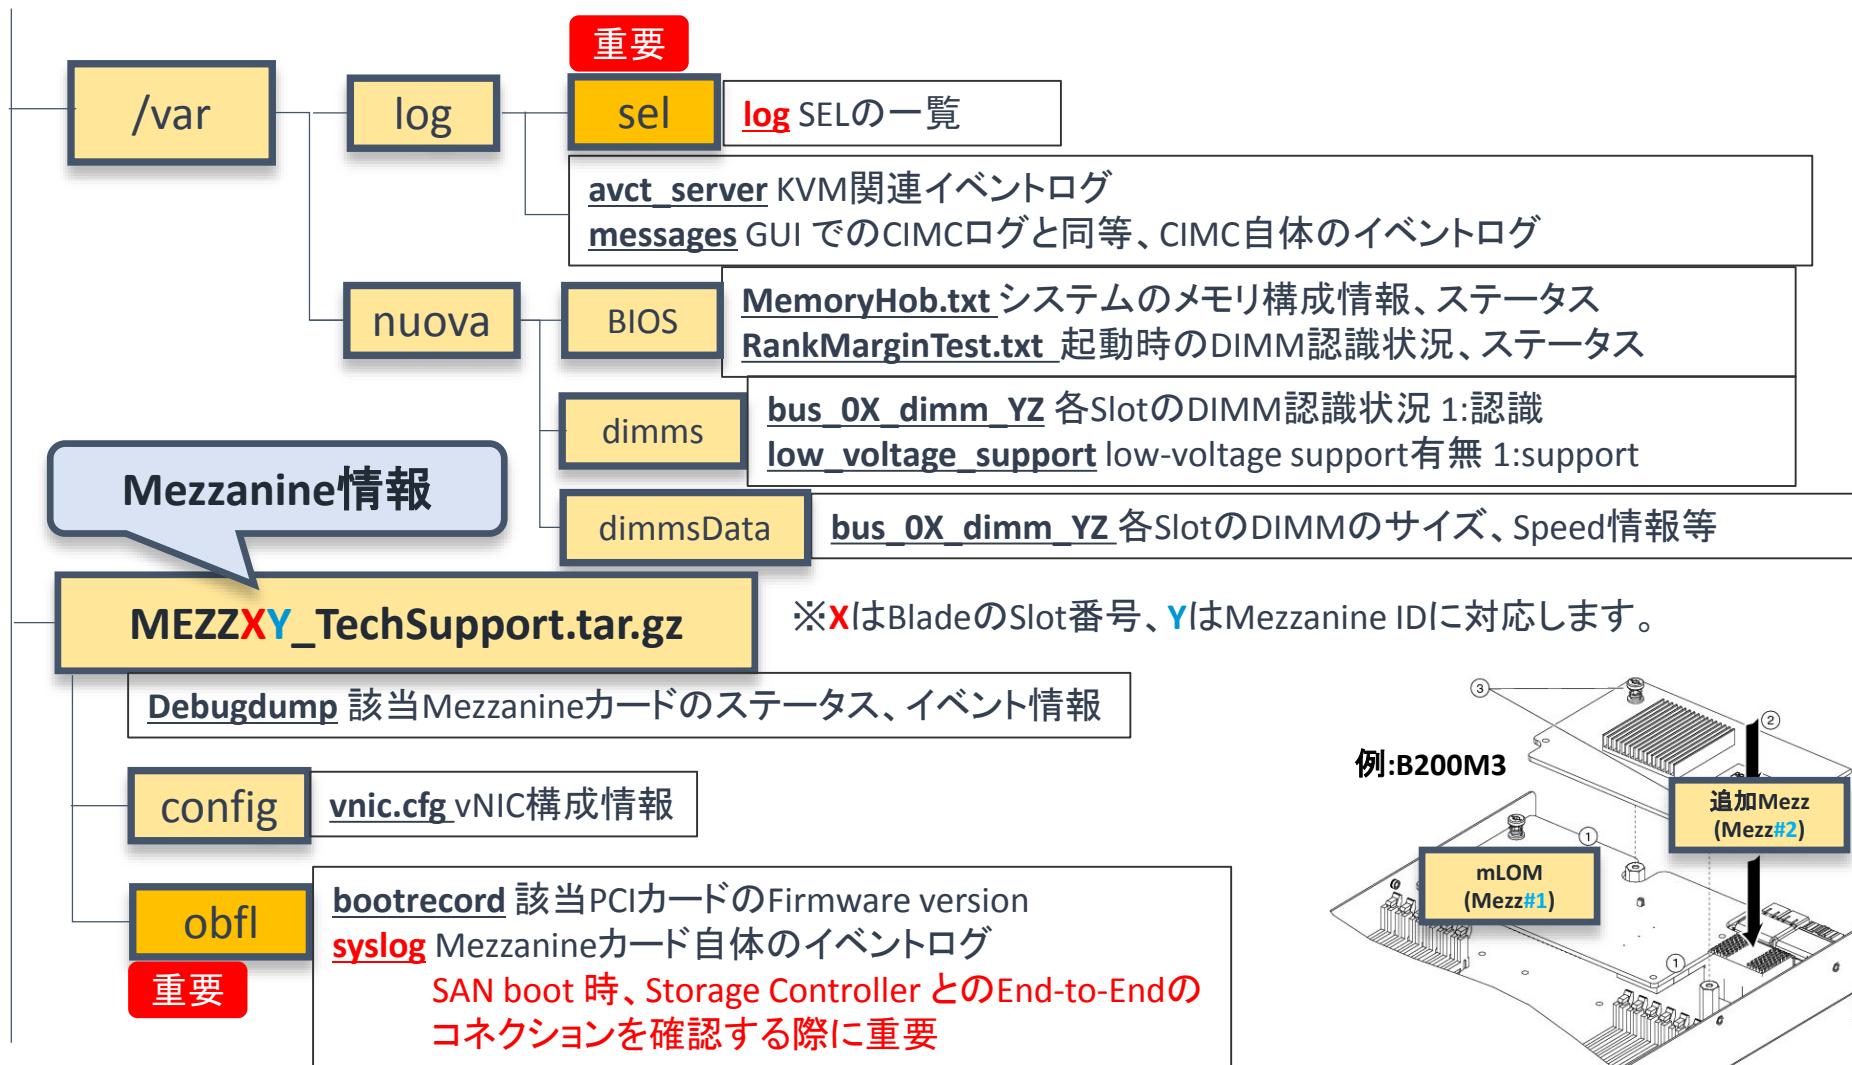 重要
/var
log
sel
log SELの一覧
avct_server KVM関連イベントログ
messages GUI でのCIMCログと同等、CIMC自体のイベントログ
nuova
BIOS
MemoryHob.txt システムのメモリ構成情報、ステータス
RankMarginTest.txt 起動時のDIMM認識状況、ステータス
dimms
bus_0X_dimm_YZ 各SlotのDIMM認識状況 1:認識
low_voltage_support low-voltage support有無 1:support
dimmsData
bus_0X_dimm_YZ 各SlotのDIMMのサイズ、Speed情報等
Mezzanine情報
MEZZXY_TechSupport.tar.gz
※XはBladeのSlot番号、YはMezzanine IDに対応します。
Debugdump 該当Mezzanineカードのステータス、イベント情報
config
vnic.cfg vNIC構成情報
obfl
重要
bootrecord 該当PCIカードのFirmware version
syslog Mezzanineカード自体のイベントログ
SAN boot 時、Storage Controller とのEnd-to-Endの
コネクションを確認する際に重要
例:B200M3
③
②
追加Mezz
(Mezz#2)
①
mLOM
(Mezz#1)
①